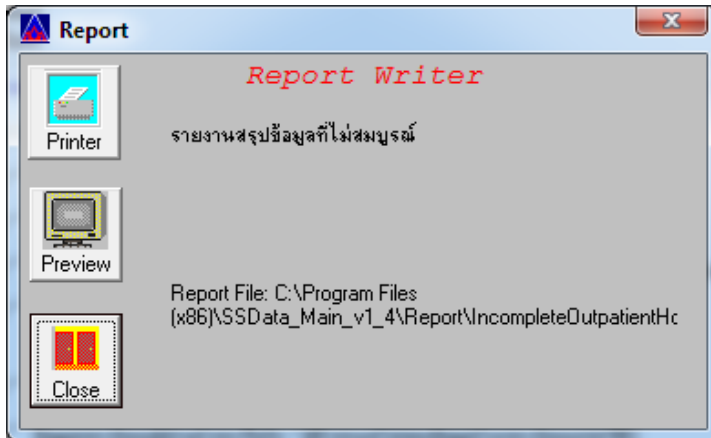 Report
Report Writer
Printer
รายงานสรุปข้อมูลที่ไม่สมบูรณ์
Preview
Report File: C:\Program Files
(x86)\SSData_Main_v1_4\Report\IncompleteOutpatientHc
Close